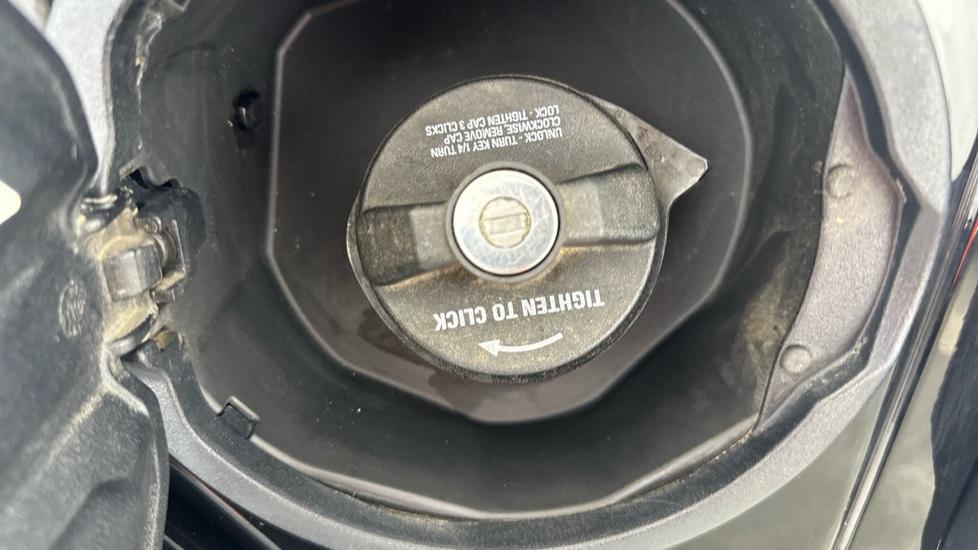 UNLOCK - TURN KEY 1/4 TURN
CLOCKWISE, REMOVE CAP
LOCK - TIGHTEN CAP 3 CLICKS
TIGHTEN TO CLICK